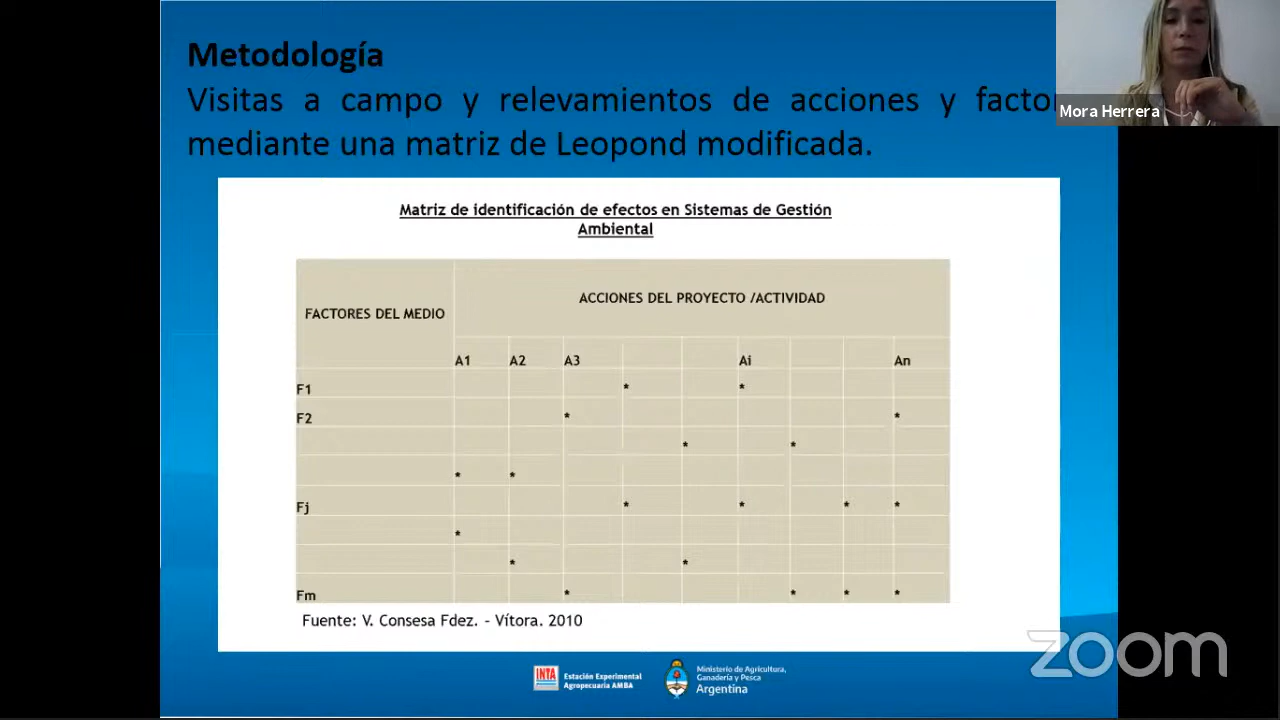 Metodología
Visitas a campo y relevamientos de acciones y facto
mediante una matriz de Leopond modificada.
Mora Herrera
Matriz de identificación de efectos en Sistemas de Gestión
Ambiental
FACTORES DEL MEDIO
ACCIONES DEL PROYECTO /ACTIVIDAD
A1 A2 A3 Ai An
F1 * *
F2 * *
* *
* *
Fj * * * *
*
* *
Fm * * * *
Fuente: V. Consesa Fdez. - Vítora. 2010
zoom
INTA
Estación Experimental
Agropecuaria AMBA
Ministerio de Agricultura,
Ganadería y Pesca
Argentina